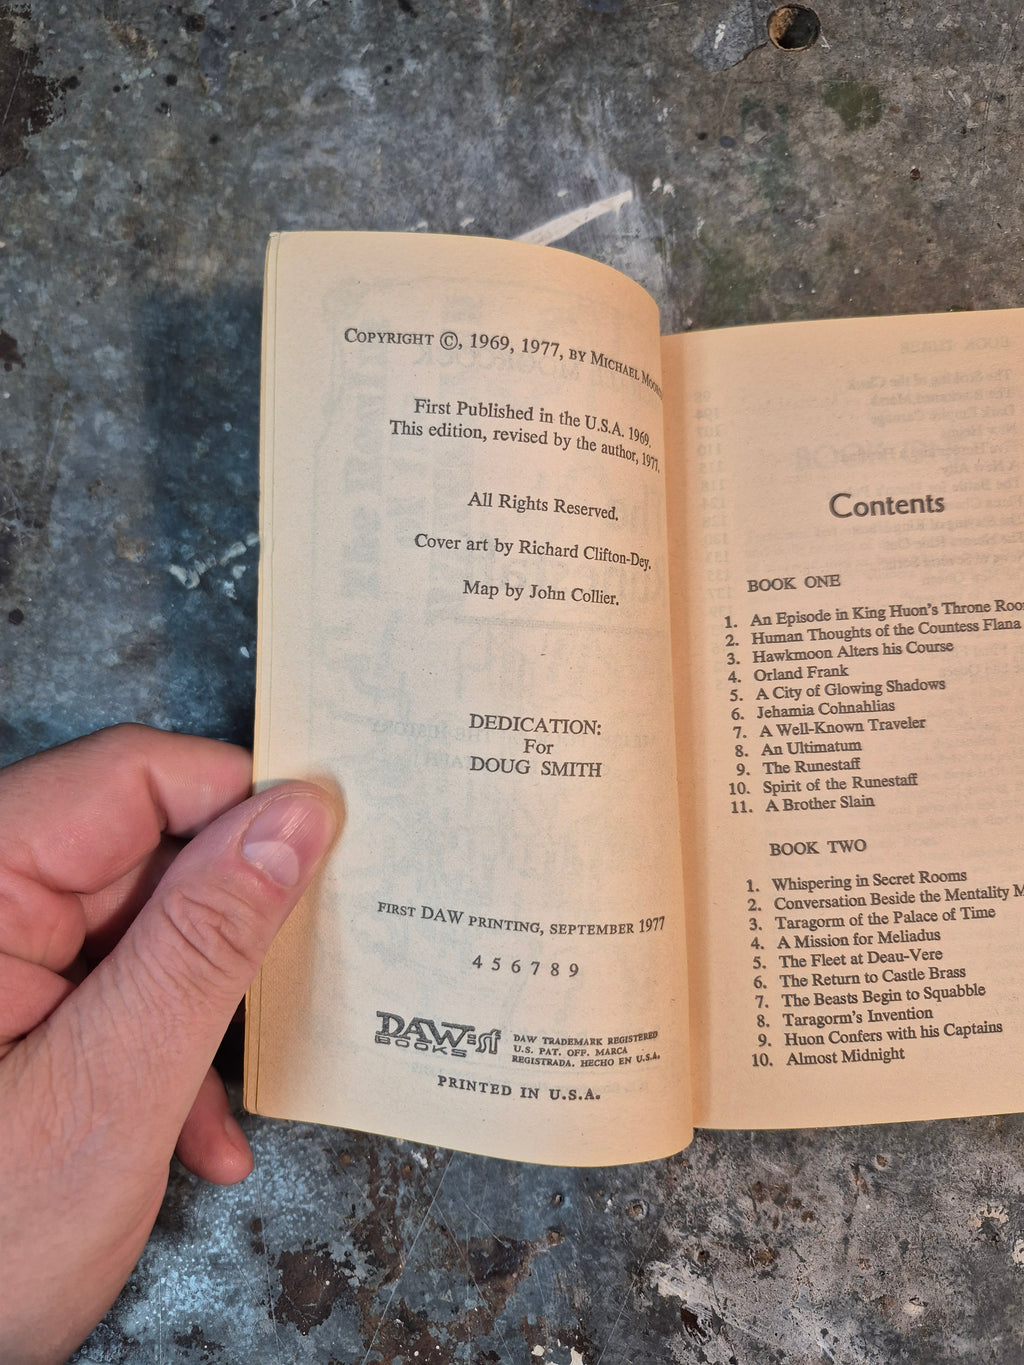 COPYRIGHT ©, 1969, 1977, BY MICHAEL
First Published in the U.S.A. 1969.
This edition, revised by the author, 1977.
All Rights Reserved.
Cover art by Richard Clifton-Dey.
Map by John Collier.
DEDICATION:
For
DOUG SMITH
FIRST DAW PRINTING, SEPTEMBER 1977
4 5 6 7 8 9
DAW BOOKS
DAW TRADEMARK REGISTERED
U.S. PAT. OFF. MARCA
REGISTRADA. HECHO EN U.S.A.
PRINTED IN U.S.A.
Contents
BOOK ONE
1. An Episode in King Huon's Throne
2. Human Thoughts of the Countess Flana
3. Hawkmoon Alters his Course
4. Orland Frank
5. A City of Glowing Shadows
6. Jehamia Cohnahlias
7. A Well-Known Traveler
8. An Ultimatum
9. The Runestaff
10. Spirit of the Runestaff
11. A Brother Slain
BOOK TWO
1. Whispering in Secret Rooms
2. Conversation Beside the Mentality
3. Taragorm of the Palace of Time
4. A Mission for Meliadus
5. The Fleet at Deau-Vere
6. The Return to Castle Brass
7. The Beasts Begin to Squabble
8. Taragorm's Invention
9. Huon Confers with his Captains
10. Almost Midnight